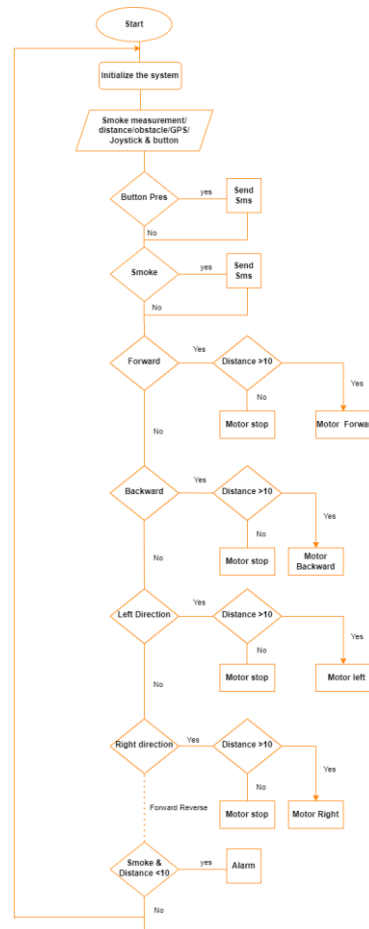 Start
Initialize the system
Smoke measurement/
distance/obstacle/GPS/
Joystick & button
Button Pres
yes
Send
Sms
No
Smoke
yes
Send
Sms
No
Forward
Yes
Distance >10
Yes
No
Motor stop
Motor Forward
No
Backward
Yes
Distance >10
Yes
No
Motor stop
Motor
Backward
No
Left Direction
Yes
Distance >10
Yes
No
Motor stop
Motor left
No
Right direction
Yes
Distance >10
Yes
No
Motor stop
Motor Right
Forward Reverse
Smoke &
Distance <10
yes
Alarm
No